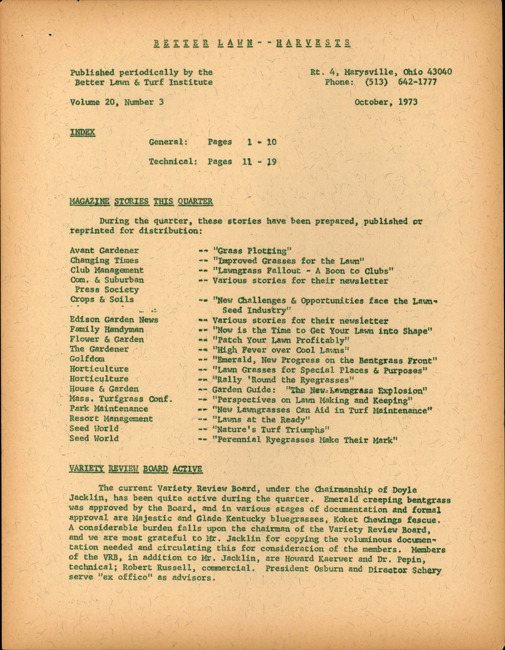 BETTER LAWN--HARVESTS
Published periodically by the Rt. 4, Marysville, Ohio 43040
Better Lawn & Turf Institute Phone: (513) 642-1777
Volume 20, Number 3 October, 1973
INDEX
General: Pages 1 - 10
Technical: Pages 11 - 19
MAGAZINE STORIES THIS QUARTER
During the quarter, these stories have been prepared, published or
reprinted for distribution:
Avant Gardener -- "Grass Plotting"
Changing Times -- "Improved Grasses for the Lawn"
Club Management -- "Lawngrass Fallout - A Boon to Clubs"
Com. & Suburban -- Various stories for their newsletter
Press Society
Crops & Soils -- "New Challenges & Opportunities face the Lawn-
Seed Industry"
Edison Garden News -- Various stories for their newsletter
Family Handyman -- "Now is the Time to Get Your Lawn into Shape"
Flower & Garden -- "Patch Your Lawn Profitably"
The Gardener -- "High Fever over Cool Lawns"
Golfdom -- "Emerald, New Progress on the Bentgrass Front"
Horticulture -- "Lawn Grasses for Special Places & Purposes"
Horticulture -- "Rally 'Round the Ryegrasses"
House & Garden -- Garden Guide: "The New Lawngrass Explosion"
Mass. Turfgrass Conf. -- "Perspectives on Lawn Making and Keeping"
Park Maintenance -- "New Lawngrasses Can Aid in Turf Maintenance"
Resort Management -- "Lawns at the Ready"
Seed World -- "Nature's Turf Triumphs"
Seed World -- "Perennial Ryegrasses Make Their Mark"
VARIETY REVIEW BOARD ACTIVE
The current Variety Review Board, under the Chairmanship of Doyle
Jacklin, has been quite active during the quarter. Emerald creeping bentgrass
was approved by the Board, and in various stages of documentation and formal
approval are Majestic and Glade Kentucky bluegrasses, Koket Chewings fescue.
A considerable burden falls upon the chairman of the Variety Review Board,
and we are most grateful to Mr. Jacklin for copying the voluminous documen-
tation needed and circulating this for consideration of the members. Members
of the VRB, in addition to Mr. Jacklin, are Howard Kaerwer and Dr. Pepin,
technical; Robert Russell, commercial. President Osburn and Director Schery
serve "ex offico" as advisors.